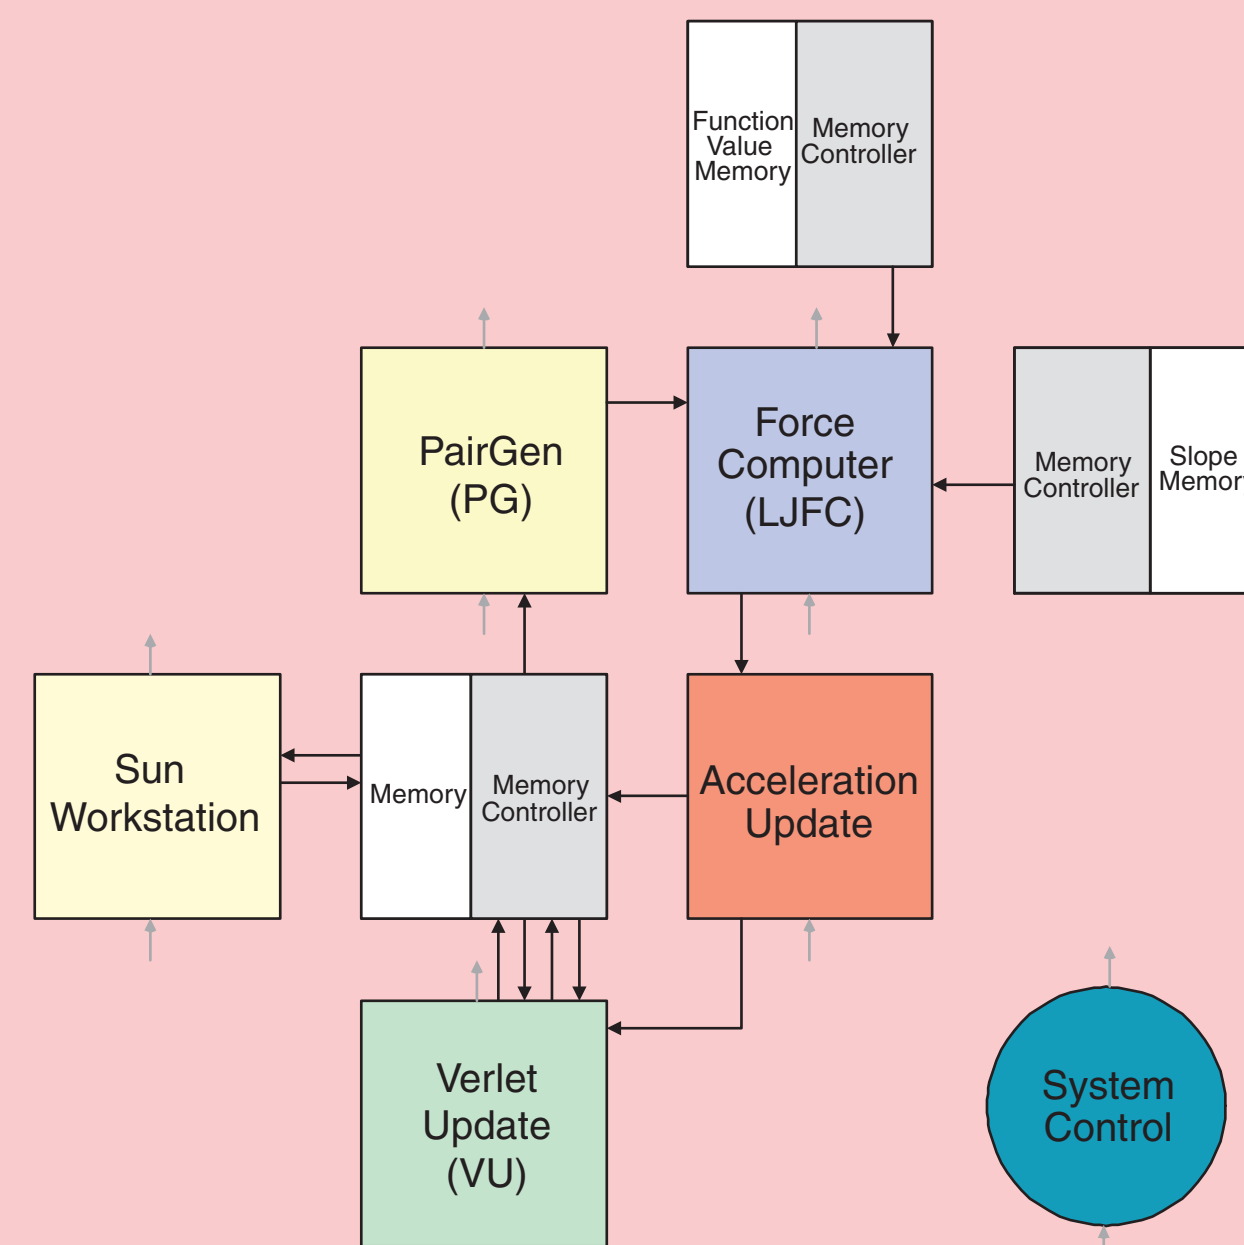 Function
Value
Memory
Memory
Controller
PairGen
(PG)
Force
Computer
(LJFC)
Memory
Controller
Slope
Sun
Workstation
Memory
Memory
Controller
Acceleration
Update
Verlet
Update
(VU)
System
Control